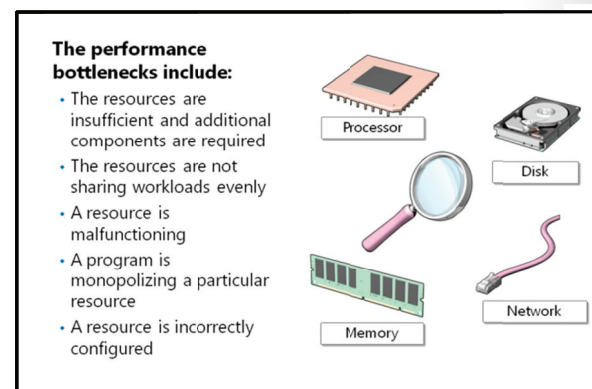 The performance
bottlenecks include:
• The resources are
insufficient and additional
components are required
• The resources are not
sharing workloads evenly
• A resource is
malfunctioning
• A program is
monopolizing a particular
resource
• A resource is incorrectly
configured
Processor
Disk
Network
Memory